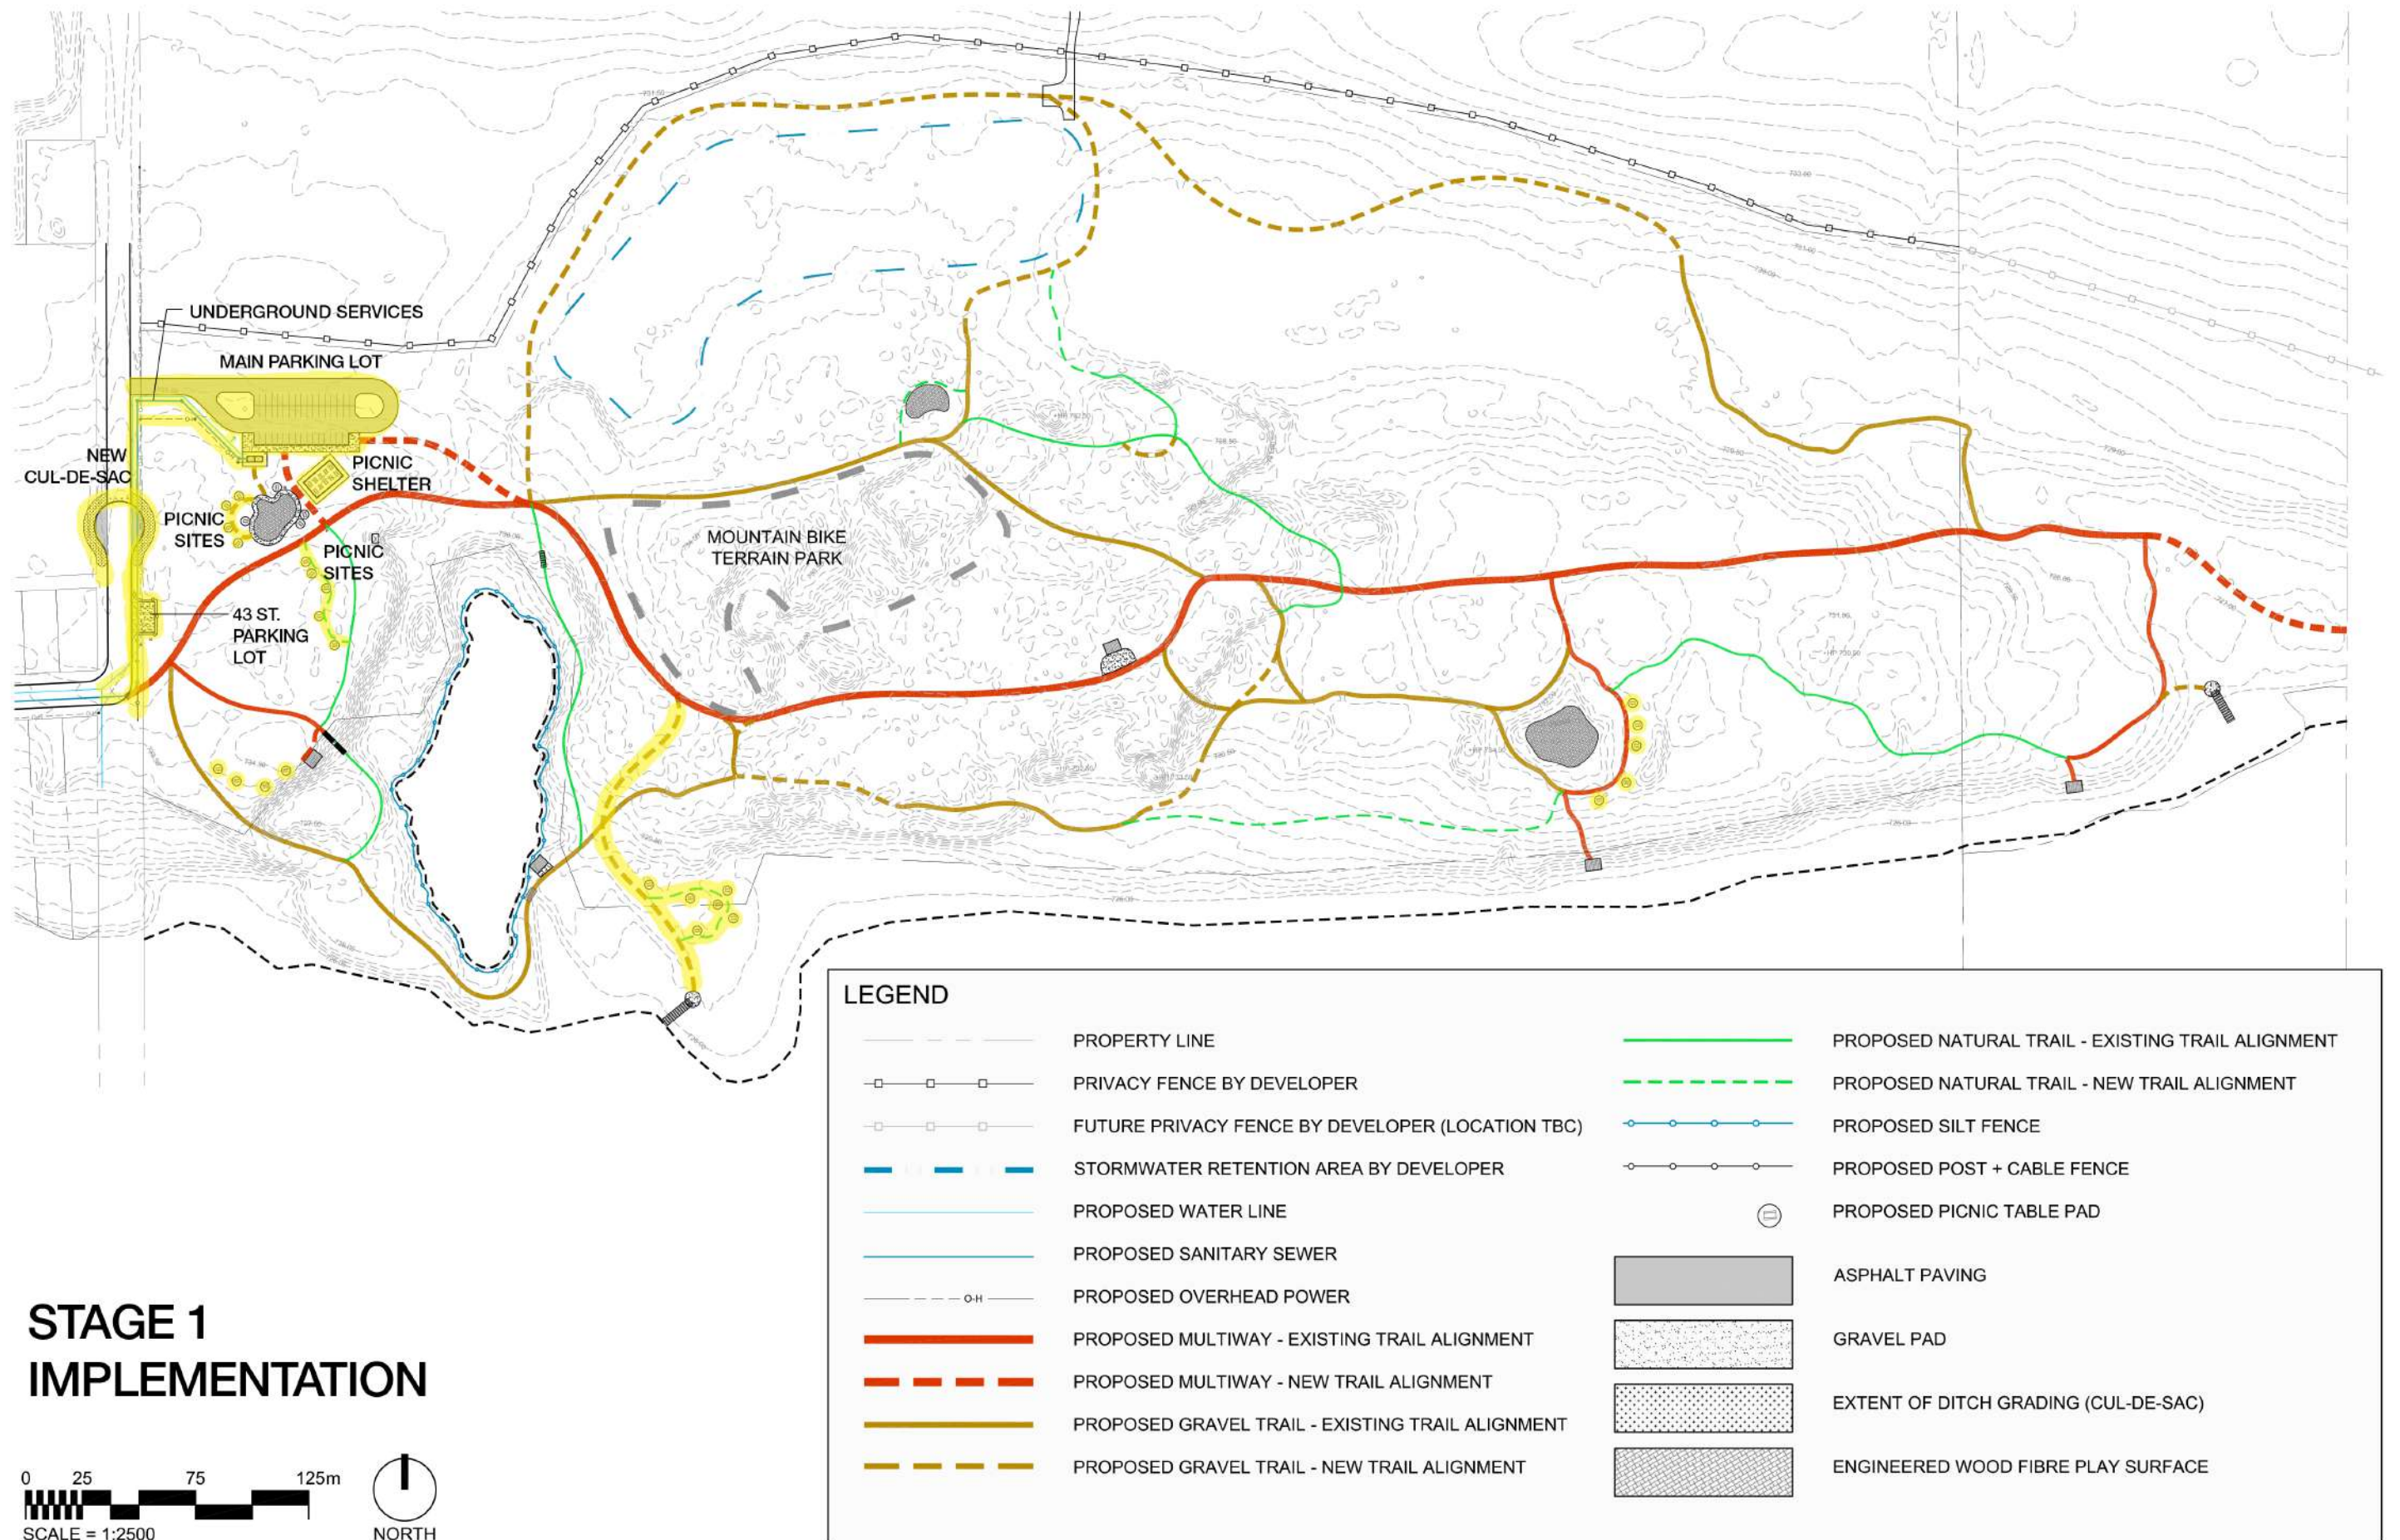 UNDERGROUND SERVICES
MAIN PARKING LOT
NEW
CUL-DE-SAC
PICNIC
SHELTER
PICNIC
SITES
PICNIC
SITES
43 ST.
PARKING
LOT
MOUNTAIN BIKE
TERRAIN PARK
LEGEND
PROPERTY LINE
PRIVACY FENCE BY DEVELOPER
FUTURE PRIVACY FENCE BY DEVELOPER (LOCATION TBC)
STORMWATER RETENTION AREA BY DEVELOPER
PROPOSED WATER LINE
PROPOSED SANITARY SEWER
O-H
PROPOSED OVERHEAD POWER
PROPOSED MULTIWAY - EXISTING TRAIL ALIGNMENT
PROPOSED MULTIWAY - NEW TRAIL ALIGNMENT
PROPOSED GRAVEL TRAIL - EXISTING TRAIL ALIGNMENT
PROPOSED GRAVEL TRAIL - NEW TRAIL ALIGNMENT
PROPOSED NATURAL TRAIL - EXISTING TRAIL ALIGNMENT
PROPOSED NATURAL TRAIL - NEW TRAIL ALIGNMENT
PROPOSED SILT FENCE
PROPOSED POST + CABLE FENCE
PROPOSED PICNIC TABLE PAD
ASPHALT PAVING
GRAVEL PAD
EXTENT OF DITCH GRADING (CUL-DE-SAC)
ENGINEERED WOOD FIBRE PLAY SURFACE
STAGE 1
IMPLEMENTATION
0 25 75 125m
SCALE = 1:2500
NORTH